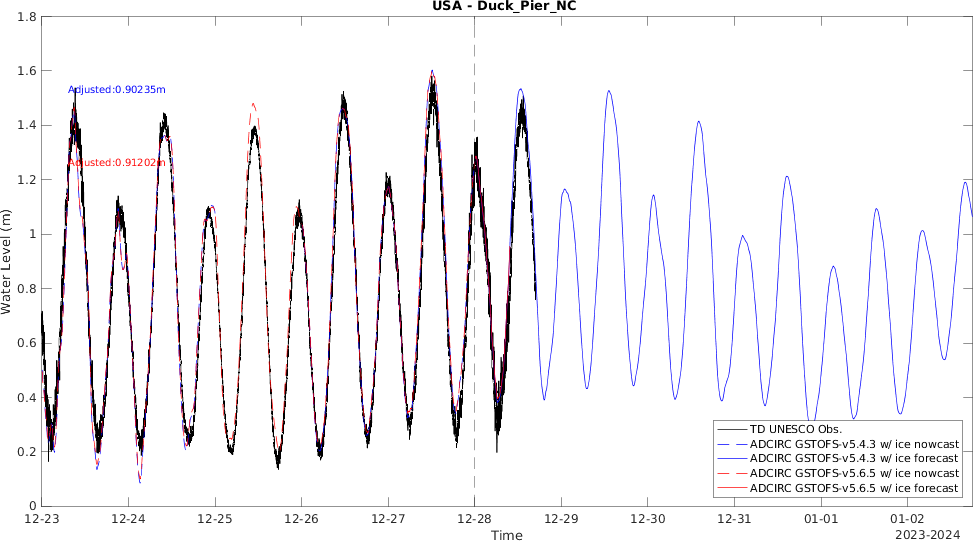 USA - Duck_Pier_NC
1.8
1.6
1.4
1.2
1
0.8
0.6
0.4
0.2
0
Water Level (m)
Adjusted:0.90235m
Adjusted:0.91202m
TD UNESCO Obs.
ADCIRC GSTOFS-v5.4.3 w/ ice nowcast
ADCIRC GSTOFS-v5.4.3 w/ ice forecast
ADCIRC GSTOFS-v5.6.5 w/ ice nowcast
ADCIRC GSTOFS-v5.6.5 w/ ice forecast
12-23 12-24 12-25 12-26 12-27 12-28 12-29 12-30 12-31 01-01 01-02
Time
2023-2024